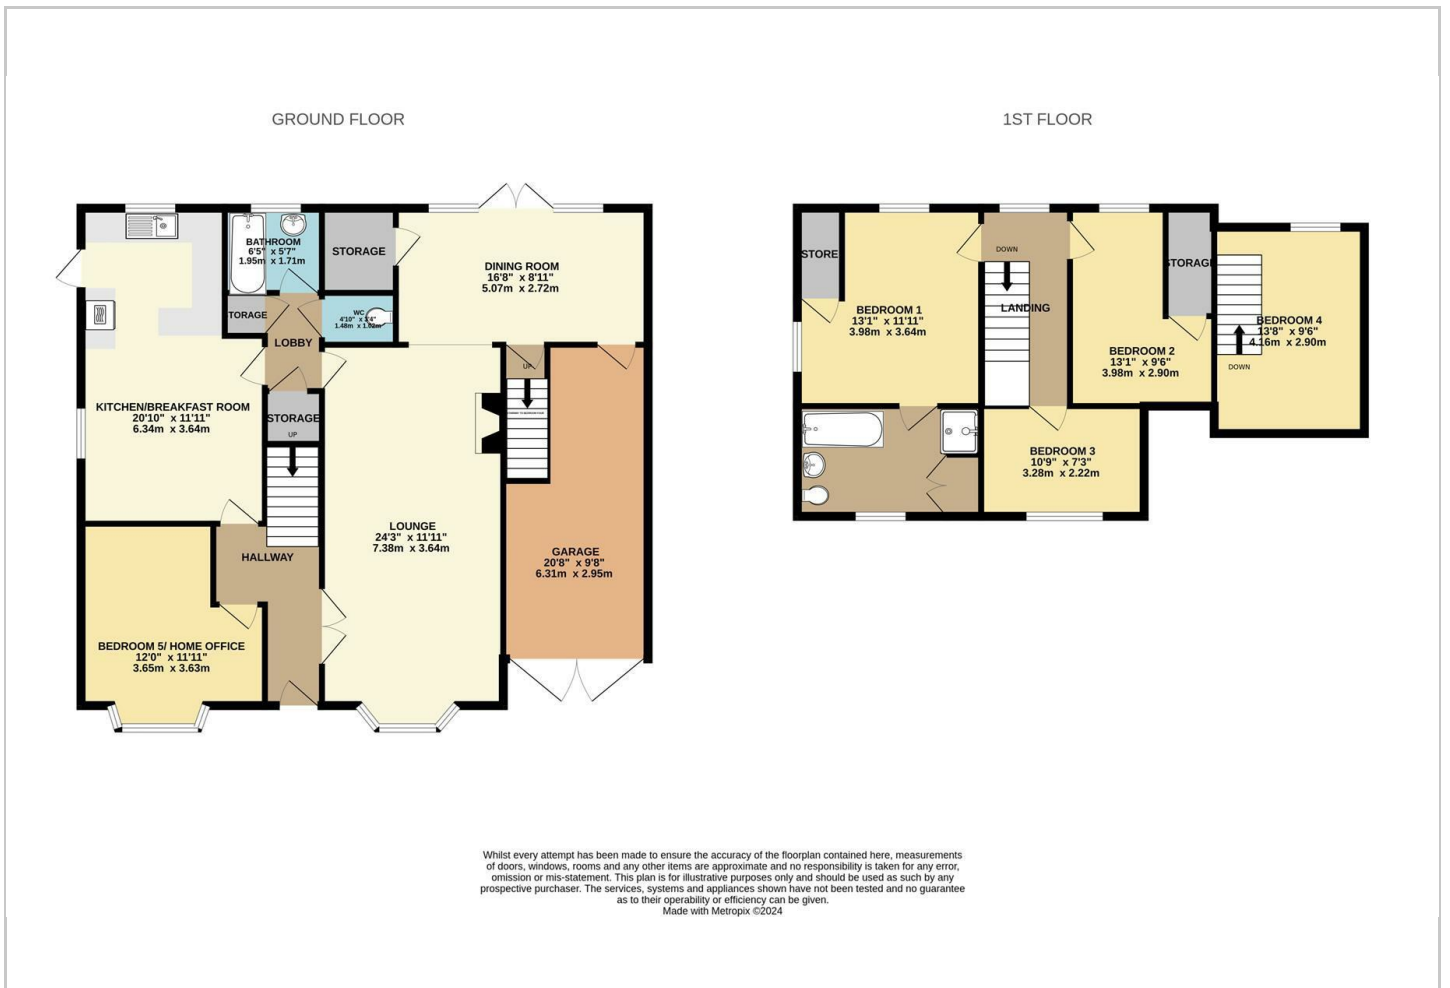 GROUND FLOOR
BATHROOM
6'5" x 5'7"
1.95m x 1.71m
STORAGE
DINING ROOM
16'8" x 8'11"
5.07m x 2.72m
TORAGE
WC
4'10" x 3'4"
1.48m x 1.02m
LOBBY
UP
KITCHEN/BREAKFAST ROOM
20'10" x 11'11"
6.34m x 3.64m
STORAGE
UP
LOUNGE
24'3" x 11'11"
7.38m x 3.64m
HALLWAY
GARAGE
20'8" x 9'8"
6.31m x 2.95m
BEDROOM 5/ HOME OFFICE
12'0" x 11'11"
3.65m x 3.63m
1ST FLOOR
STORE
DOWN
STORAGE
BEDROOM 1
13'1" x 11'11"
3.98m x 3.64m
LANDING
BEDROOM 2
13'1" x 9'6"
3.98m x 2.90m
BEDROOM 4
13'8" x 9'6"
4.16m x 2.90m
DOWN
BEDROOM 3
10'9" x 7'3"
3.28m x 2.22m
Whilst every attempt has been made to ensure the accuracy of the floorplan contained here, measurements
of doors, windows, rooms and any other items are approximate and no responsibility is taken for any error,
omission or mis-statement. This plan is for illustrative purposes only and should be used as such by any
prospective purchaser. The services, systems and appliances shown have not been tested and no guarantee
as to their operability or efficiency can be given.
Made with Metropix ©2024